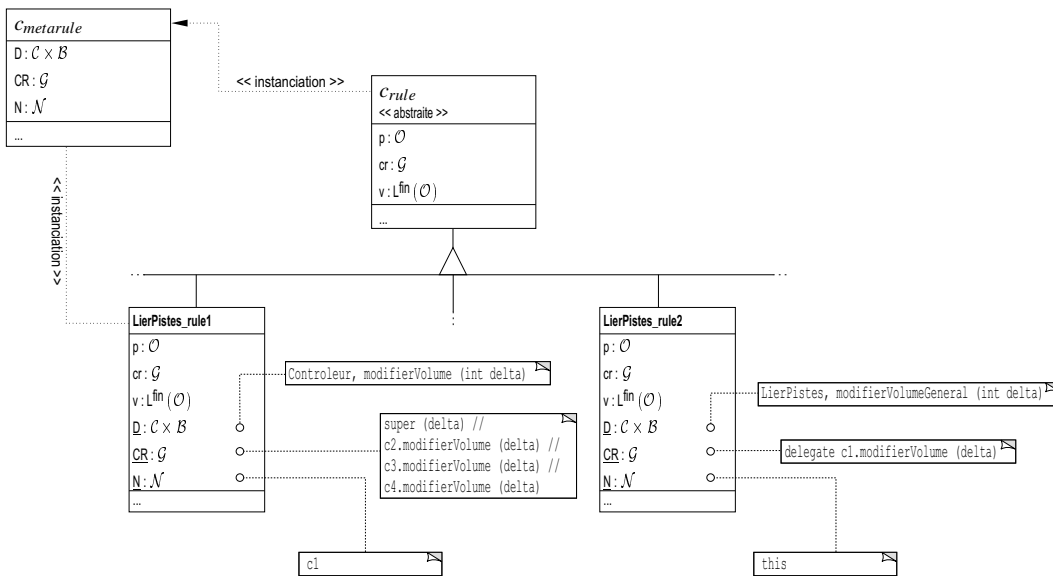 c_metarule
D : C × B
CR : G
N : N
...
<< instanciation >>
<< instanciation >>
c_rule
<< abstraite >>
p : O
cr : G
v : L^fin (O)
...
LierPistes_rule1
p : O
cr : G
v : L^fin (O)
D : C × B
CR : G
N : N
...
Controleur, modifierVolume (int delta)
super (delta) //
c2.modifierVolume (delta) //
c3.modifierVolume (delta) //
c4.modifierVolume (delta)
c1
LierPistes_rule2
p : O
cr : G
v : L^fin (O)
D : C × B
CR : G
N : N
...
LierPistes, modifierVolumeGeneral (int delta)
delegate c1.modifierVolume (delta)
this